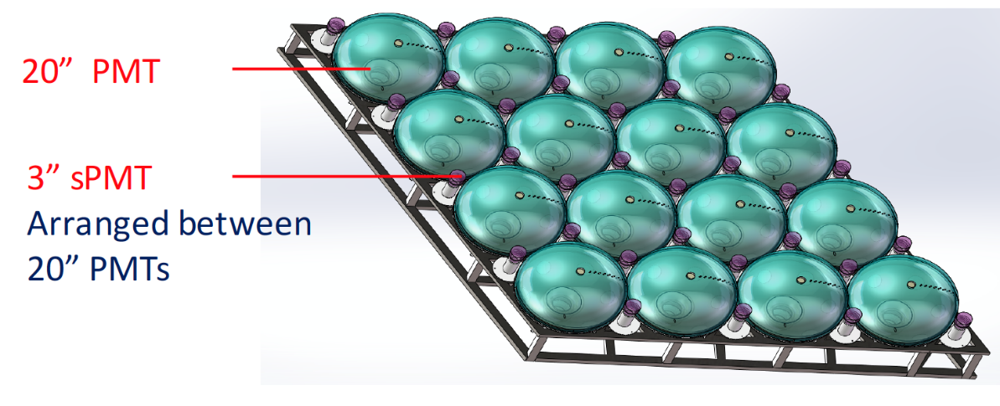 20” PMT
3” sPMT
Arranged between
20” PMTs